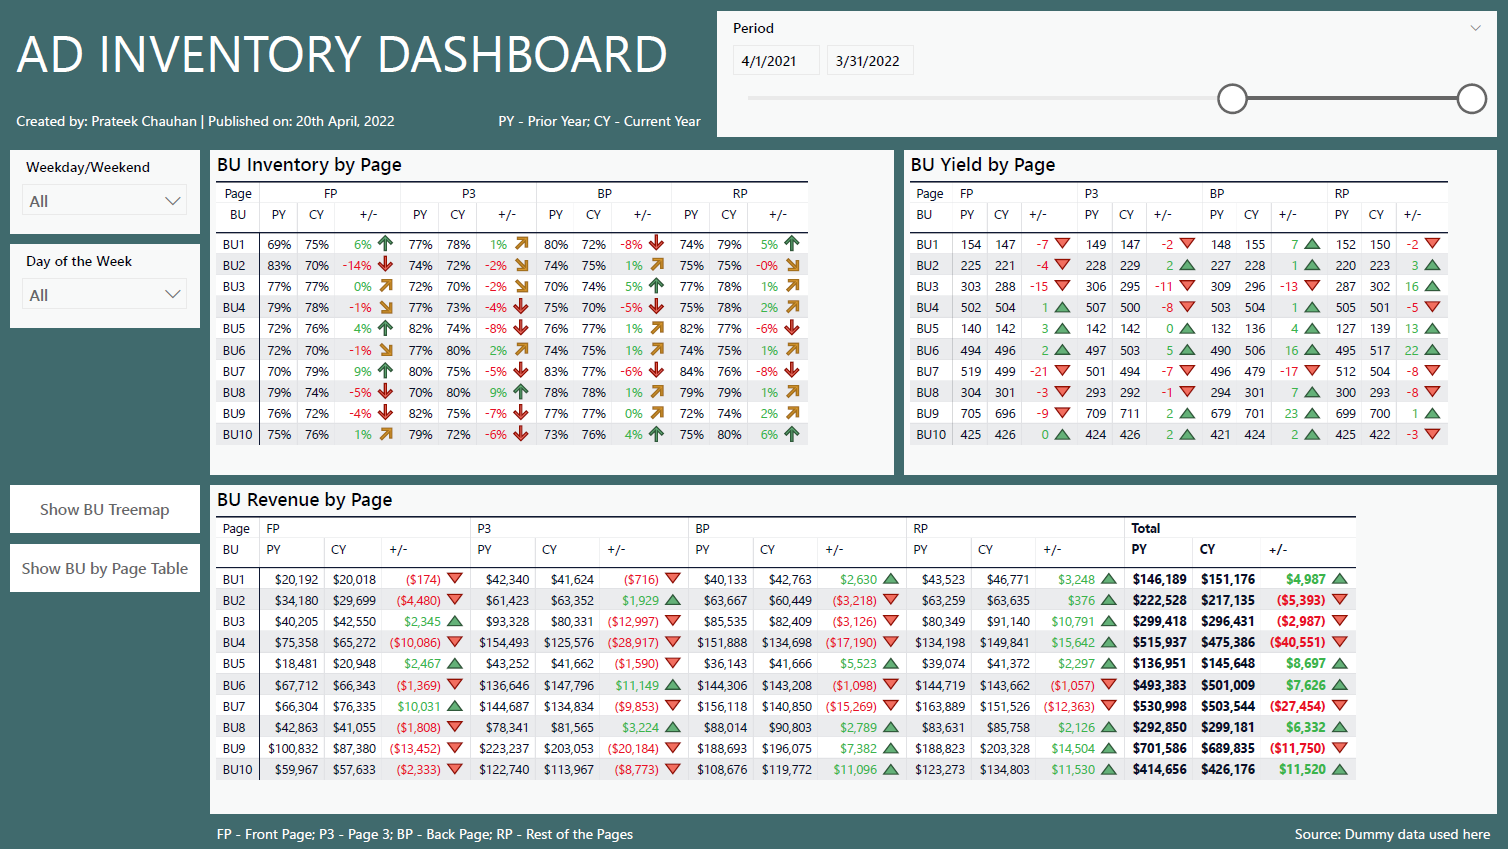 AD INVENTORY DASHBOARD
Created by: Prateek Chauhan | Published on: 20th April, 2022
PY - Prior Year; CY - Current Year
Period
4/1/2021 3/31/2022
Weekday/Weekend
All
Day of the Week
All
Show BU Treemap
Show BU by Page Table
BU Inventory by Page
Page FP P3 BP RP
BU PY CY +/- PY CY +/- PY CY +/- PY CY +/-
BU1 69% 75% 6% 77% 78% 1% 80% 72% -8% 74% 79% 5%
BU2 83% 70% -14% 74% 72% -2% 74% 75% 1% 75% 75% -0%
BU3 77% 77% 0% 72% 70% -2% 70% 74% 5% 77% 78% 1%
BU4 79% 78% -1% 77% 73% -4% 75% 70% -5% 75% 78% 2%
BU5 72% 76% 4% 82% 74% -8% 76% 77% 1% 82% 77% -6%
BU6 72% 70% -1% 77% 80% 2% 74% 75% 1% 74% 75% 1%
BU7 70% 79% 9% 80% 75% -5% 83% 77% -6% 84% 76% -8%
BU8 79% 74% -5% 70% 80% 9% 78% 78% 1% 79% 79% 1%
BU9 76% 72% -4% 82% 75% -7% 77% 77% 0% 72% 74% 2%
BU10 75% 76% 1% 79% 72% -6% 73% 76% 4% 75% 80% 6%
BU Yield by Page
Page FP P3 BP RP
BU PY CY +/- PY CY +/- PY CY +/- PY CY +/-
BU1 154 147 -7 149 147 -2 148 155 7 152 150 -2
BU2 225 221 -4 228 229 2 227 228 1 220 223 3
BU3 303 288 -15 306 295 -11 309 296 -13 287 302 16
BU4 502 504 1 507 500 -8 503 504 1 505 501 -5
BU5 140 142 3 142 142 0 132 136 4 127 139 13
BU6 494 496 2 497 503 5 490 506 16 495 517 22
BU7 519 499 -21 501 494 -7 496 479 -17 512 504 -8
BU8 304 301 -3 293 292 -1 294 301 7 300 293 -8
BU9 705 696 -9 709 711 2 679 701 23 699 700 1
BU10 425 426 0 424 426 2 421 424 2 425 422 -3
BU Revenue by Page
Page FP P3 BP RP Total
BU PY CY +/- PY CY +/- PY CY +/- PY CY +/- PY CY +/-
BU1 $20,192 $20,018 ($174) $42,340 $41,624 ($716) $40,133 $42,763 $2,630 $43,523 $46,771 $3,248 $146,189 $151,176 $4,987
BU2 $34,180 $29,699 ($4,480) $61,423 $63,352 $1,929 $63,667 $60,449 ($3,218) $63,259 $63,635 $376 $222,528 $217,135 ($5,393)
BU3 $40,205 $42,550 $2,345 $93,328 $80,331 ($12,997) $85,535 $82,409 ($3,126) $80,349 $91,140 $10,791 $299,418 $296,431 ($2,987)
BU4 $75,358 $65,272 ($10,086) $154,493 $125,576 ($28,917) $151,888 $134,698 ($17,190) $134,198 $149,841 $15,642 $515,937 $475,386 ($40,551)
BU5 $18,481 $20,948 $2,467 $43,252 $41,662 ($1,590) $36,143 $41,666 $5,523 $39,074 $41,372 $2,297 $136,951 $145,648 $8,697
BU6 $67,712 $66,343 ($1,369) $136,646 $147,796 $11,149 $144,306 $143,208 ($1,098) $144,719 $143,662 ($1,057) $493,383 $501,009 $7,626
BU7 $66,304 $76,335 $10,031 $144,687 $134,834 ($9,853) $156,118 $140,850 ($15,269) $163,889 $151,526 ($12,363) $530,998 $503,544 ($27,454)
BU8 $42,863 $41,055 ($1,808) $78,341 $81,565 $3,224 $88,014 $90,803 $2,789 $83,631 $85,758 $2,126 $292,850 $299,181 $6,332
BU9 $100,832 $87,380 ($13,452) $223,237 $203,053 ($20,184) $188,693 $196,075 $7,382 $188,823 $203,328 $14,504 $701,586 $689,835 ($11,750)
BU10 $59,967 $57,633 ($2,333) $122,740 $113,967 ($8,773) $108,676 $119,772 $11,096 $123,273 $134,803 $11,530 $414,656 $426,176 $11,520
FP - Front Page; P3 - Page 3; BP - Back Page; RP - Rest of the Pages
Source: Dummy data used here